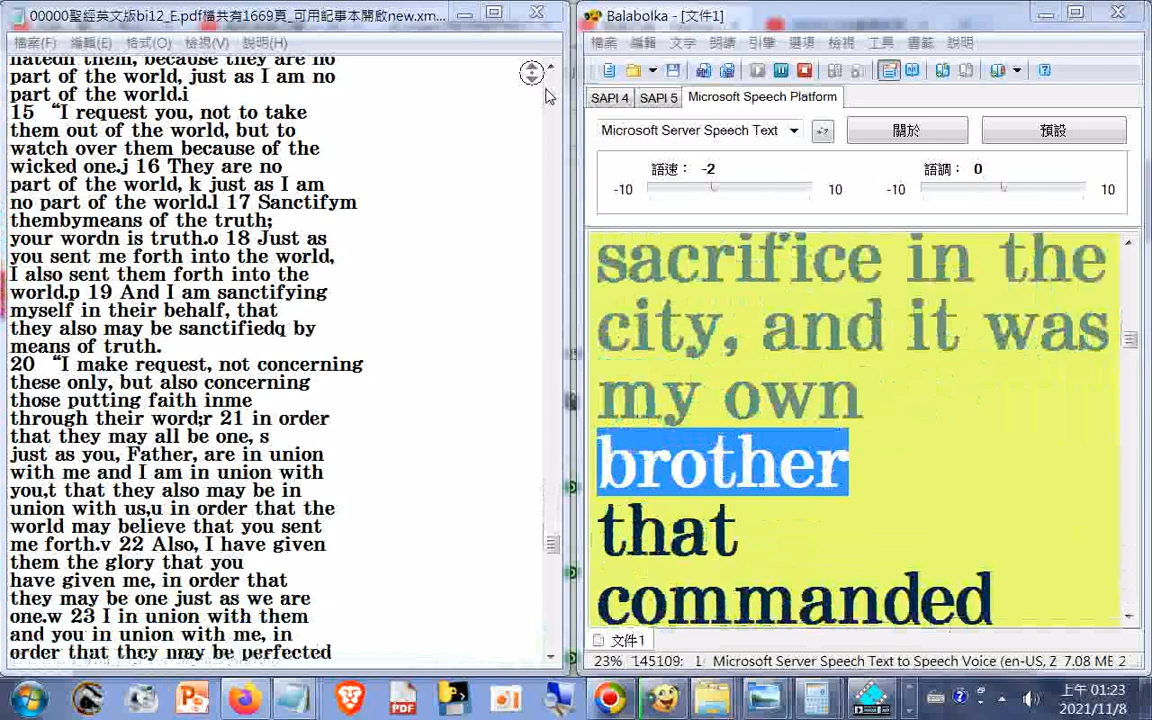 00000聖經英文版bi12_E.pdf檔共有1669頁_可用記事本開啟new.xm...
檔案(F) 編輯(E) 格式(O) 檢視(V) 說明(H)
hatedh them, because they are no
part of the world, just as I am no
part of the world.i
15 “I request you, not to take
them out of the world, but to
watch over them because of the
wicked one.j 16 They are no
part of the world, k just as I am
no part of the world.l 17 Sanctifym
thembymeans of the truth;
your wordn is truth.o 18 Just as
you sent me forth into the world,
I also sent them forth into the
world.p 19 And I am sanctifying
myself in their behalf, that
they also may be sanctifiedq by
means of truth.
20 “I make request, not concerning
these only, but also concerning
those putting faith inme
through their word;r 21 in order
that they may all be one, s
just as you, Father, are in union
with me and I am in union with
you,t that they also may be in
union with us,u in order that the
world may believe that you sent
me forth.v 22 Also, I have given
them the glory that you
have given me, in order that
they may be one just as we are
one.w 23 I in union with them
and you in union with me, in
order that they may be perfected
Balabolka - [文件1]
檔案 編輯 文字 朗讀 引擎 選項 檢視 工具 書籤 說明
SAPI 4 SAPI 5 Microsoft Speech Platform
Microsoft Server Speech Text 關於 預設
語速： -2 語調： 0
-10 10 -10 10
sacrifice in the
city, and it was
my own
brother
that
commanded
文件1
23% 145109: 1 Microsoft Server Speech Text to Speech Voice (en-US, Z 7.08 ME 2
PDF
上午 01:23
2021/11/8